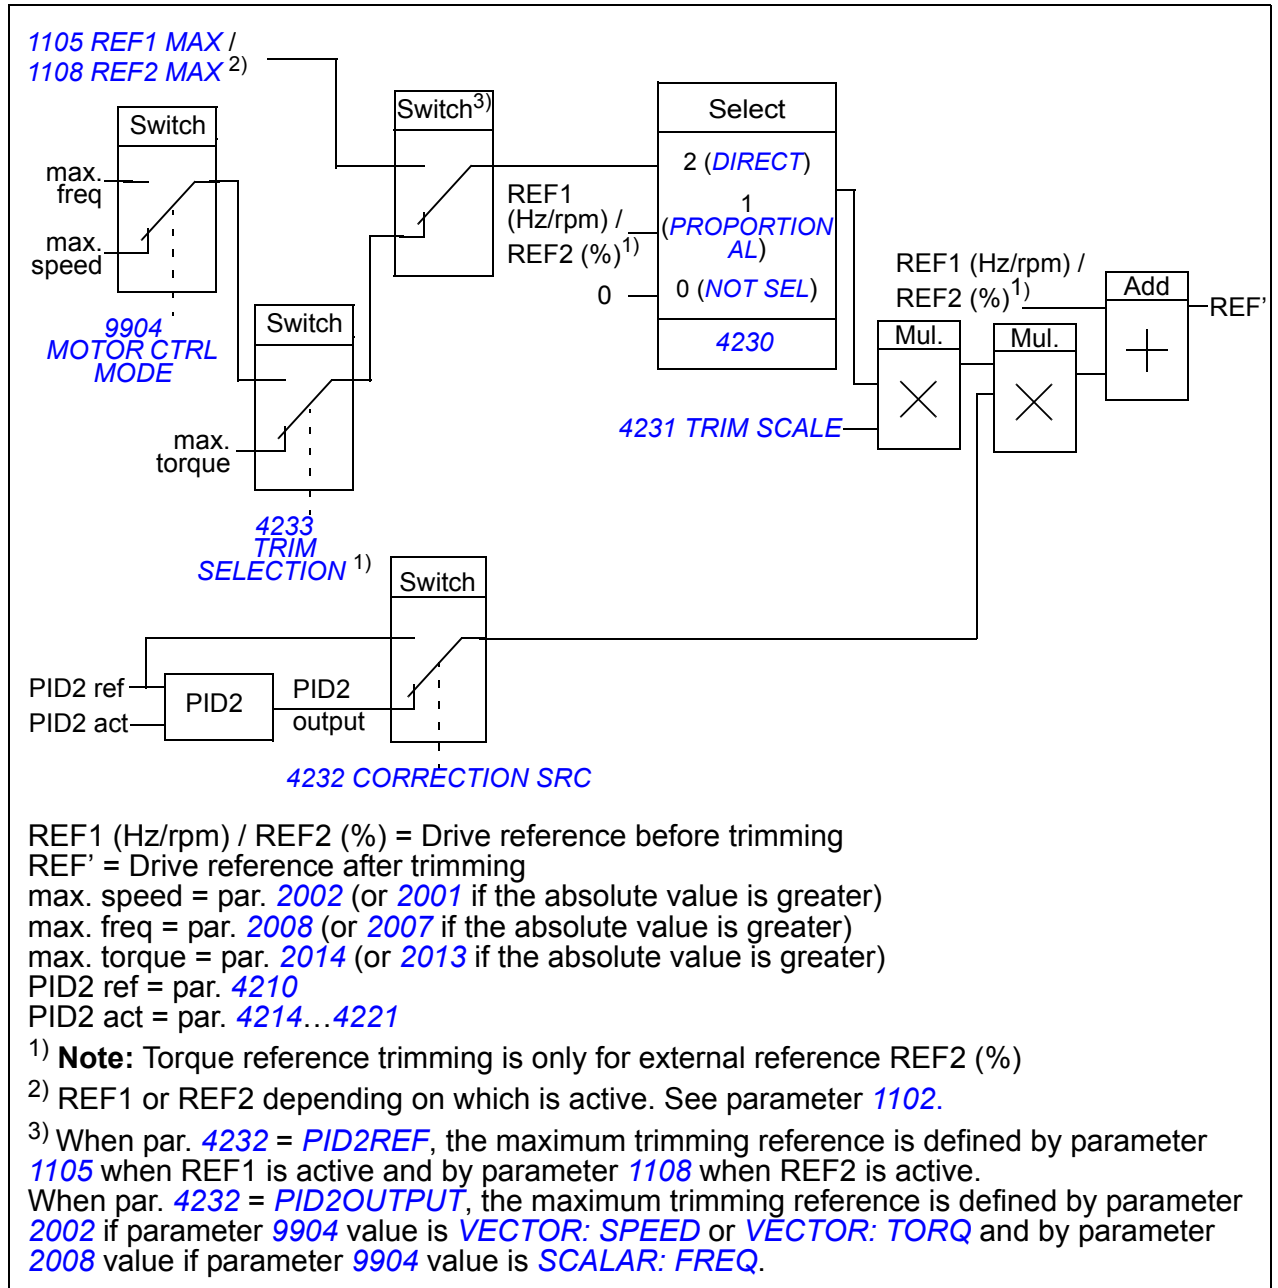 1105 REF1 MAX /
1108 REF2 MAX 2)
Switch
max.
freq
max.
speed
9904
MOTOR CTRL
MODE
Switch
max.
torque
4233
TRIM
SELECTION 1)
Switch3)
REF1
(Hz/rpm) /
REF2 (%)1)
0
Select
2 (DIRECT)
1
(PROPORTION
AL)
0 (NOT SEL)
4230
4231 TRIM SCALE
Mul.
REF1 (Hz/rpm) /
REF2 (%)1)
Mul.
Add
REF’
PID2 ref
PID2 act
PID2
PID2
output
Switch
4232 CORRECTION SRC
REF1 (Hz/rpm) / REF2 (%) = Drive reference before trimming
REF’ = Drive reference after trimming
max. speed = par. 2002 (or 2001 if the absolute value is greater)
max. freq = par. 2008 (or 2007 if the absolute value is greater)
max. torque = par. 2014 (or 2013 if the absolute value is greater)
PID2 ref = par. 4210
PID2 act = par. 4214…4221
1) Note: Torque reference trimming is only for external reference REF2 (%)
2) REF1 or REF2 depending on which is active. See parameter 1102.
3) When par. 4232 = PID2REF, the maximum trimming reference is defined by parameter
1105 when REF1 is active and by parameter 1108 when REF2 is active.
When par. 4232 = PID2OUTPUT, the maximum trimming reference is defined by parameter
2002 if parameter 9904 value is VECTOR: SPEED or VECTOR: TORQ and by parameter
2008 value if parameter 9904 value is SCALAR: FREQ.